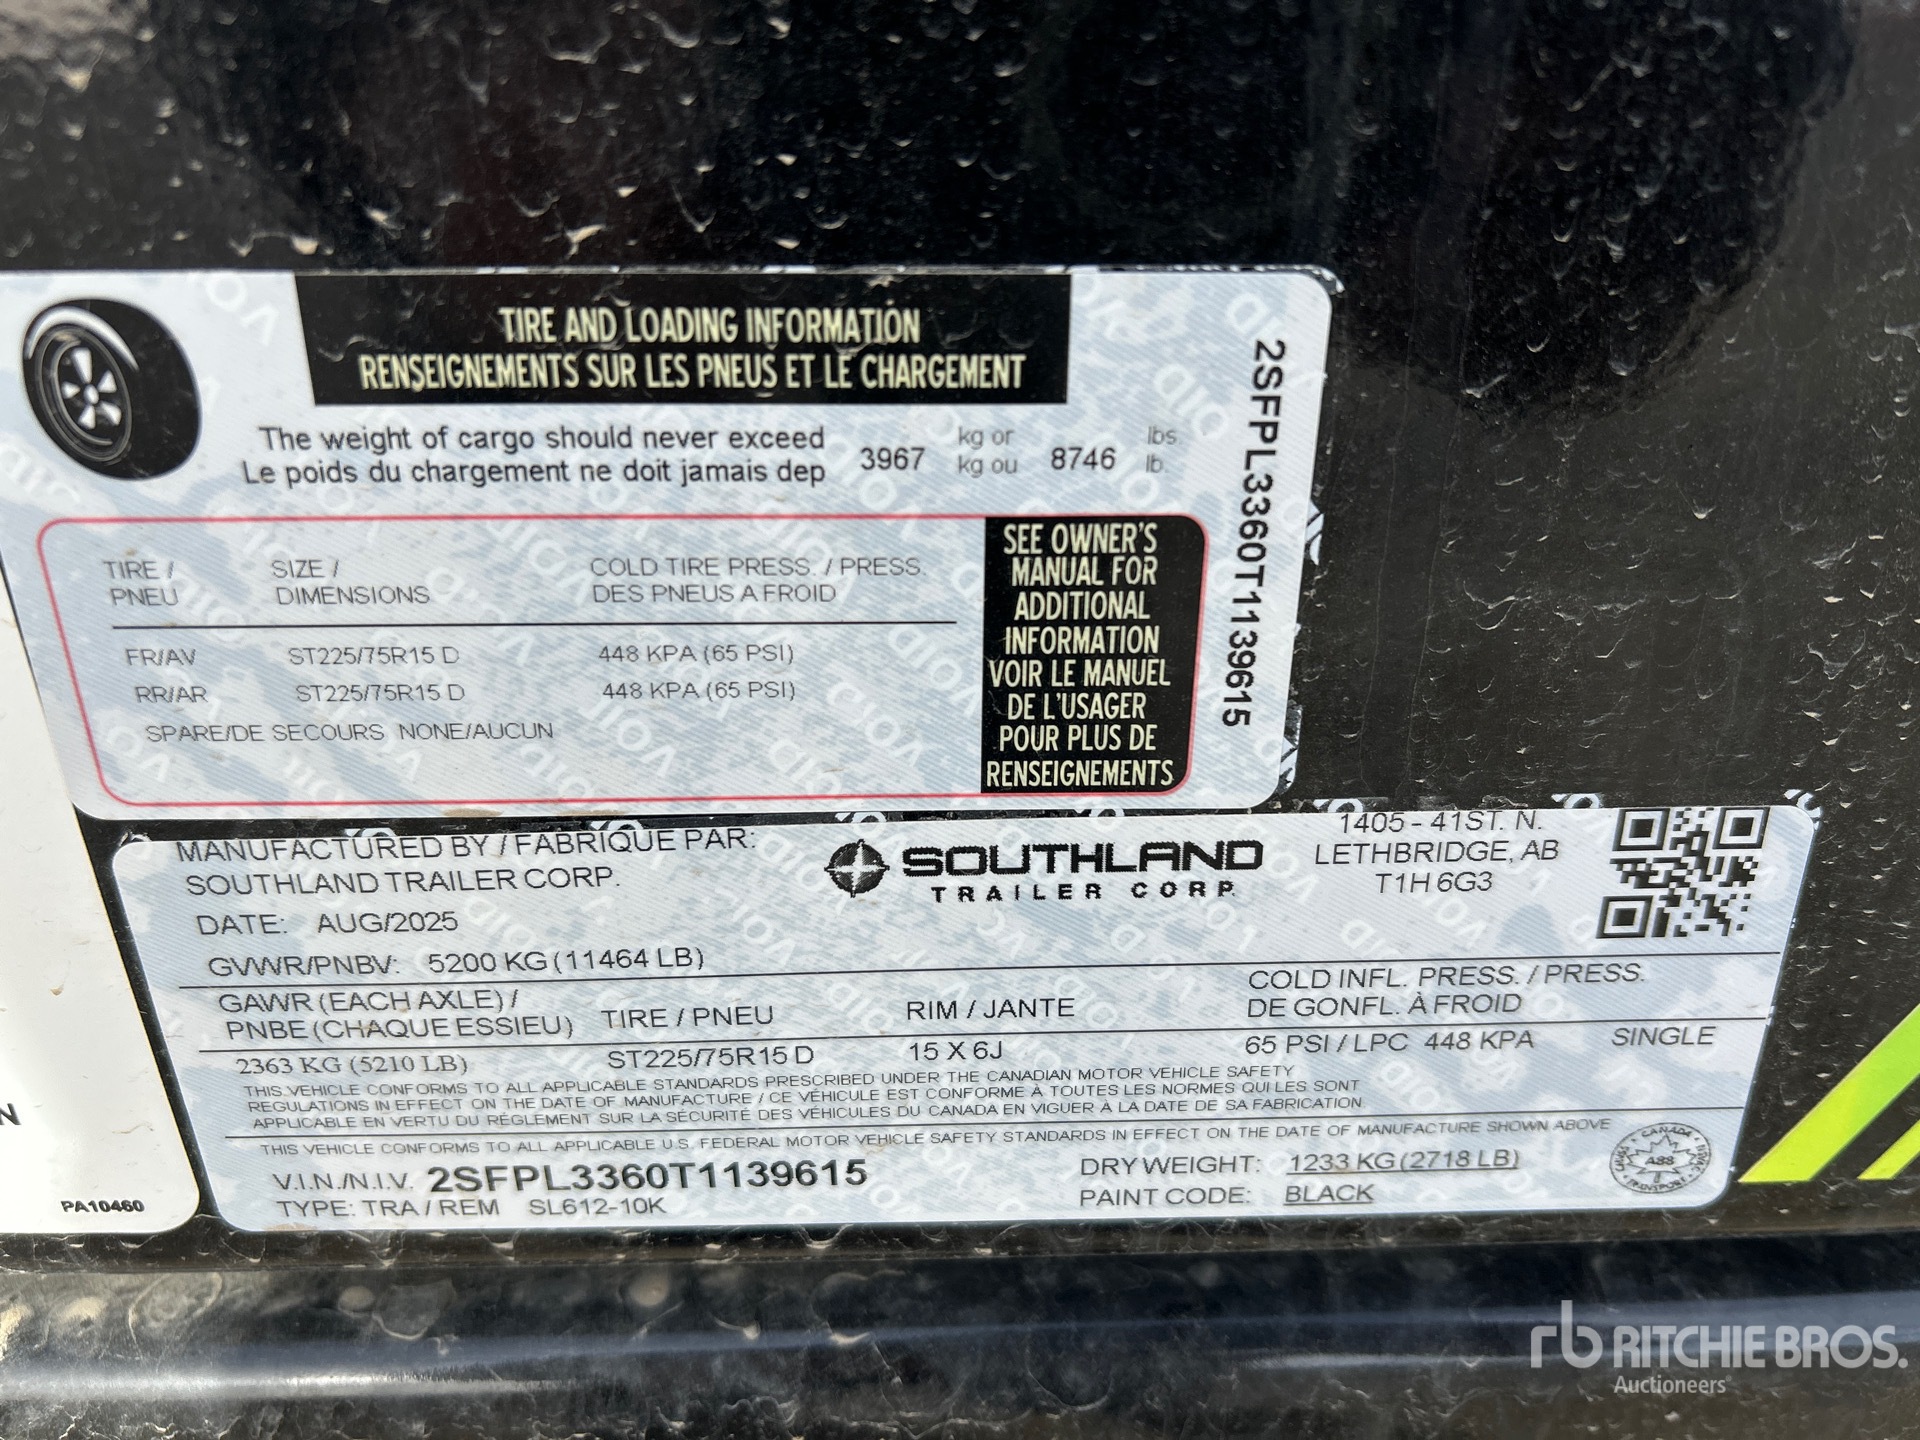 TIRE AND LOADING INFORMATION
RENSEIGNEMENTS SUR LES PNEUS ET LE CHARGEMENT
The weight of cargo should never exceed
Le poids du chargement ne doit jamais dep
3967 kg or
kg ou
8746 lbs.
lb.
TIRE /
PNEU
SIZE /
DIMENSIONS
COLD TIRE PRESS. / PRESS.
DES PNEUS A FROID
FR/AV ST225/75R15 D 448 KPA (65 PSI)
RR/AR ST225/75R15 D 448 KPA (65 PSI)
SPARE/DE SECOURS NONE/AUCUN
SEE OWNER'S
MANUAL FOR
ADDITIONAL
INFORMATION
VOIR LE MANUEL
DE L'USAGER
POUR PLUS DE
RENSEIGNEMENTS
2SFPL3360T1139615
MANUFACTURED BY / FABRIQUE PAR:
SOUTHLAND TRAILER CORP.
SOUTHLAND
TRAILER CORP.
1405 - 41ST. N.
LETHBRIDGE, AB
T1H 6G3
DATE: AUG/2025
GVWR/PNBV: 5200 KG (11464 LB)
GAWR (EACH AXLE) /
PNBE (CHAQUE ESSIEU)
TIRE / PNEU
RIM / JANTE
COLD INFL. PRESS. / PRESS.
DE GONFL. À FROID
2363 KG (5210 LB) ST225/75R15 D 15 X 6J 65 PSI / LPC 448 KPA SINGLE
THIS VEHICLE CONFORMS TO ALL APPLICABLE STANDARDS PRESCRIBED UNDER THE CANADIAN MOTOR VEHICLE SAFETY
REGULATIONS IN EFFECT ON THE DATE OF MANUFACTURE / CE VÉHICULE EST CONFORME À TOUTES LES NORMES QUI LES SONT
APPLICABLE EN VERTU DU RÉGLEMENT SUR LA SÉCURITÉ DES VÉHICULES DU CANADA EN VIGUER À LA DATE DE SA FABRICATION
THIS VEHICLE CONFORMS TO ALL APPLICABLE U.S. FEDERAL MOTOR VEHICLE SAFETY STANDARDS IN EFFECT ON THE DATE OF MANUFACTURE SHOWN ABOVE
V.I.N./N.I.V. 2SFPL3360T1139615
DRY WEIGHT: 1233 KG (2718 LB)
TYPE: TRA / REM SL612-10K
PAINT CODE: BLACK
CANADA
488
TRANSPORT
N
PA10460
rb RITCHIE BROS.
Auctioneers